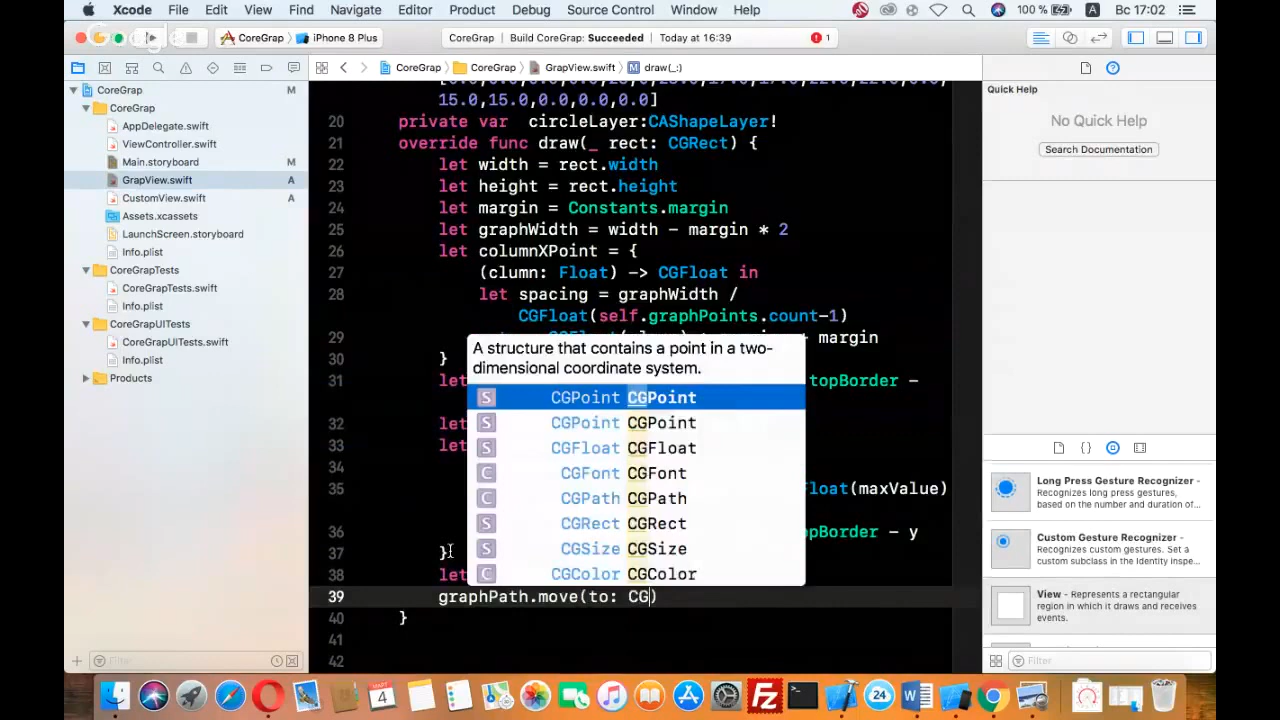 Xcode File Edit View Find Navigate Editor Product Debug Source Control Window Help 100 % A Вс 17:02
CoreGrap iPhone 8 Plus CoreGrap Build CoreGrap: Succeeded Today at 16:39 1
CoreGrap CoreGrap GrapView.swift M draw(_:)
CoreGrap M
CoreGrap
AppDelegate.swift
ViewController.swift
Main.storyboard M
GrapView.swift A
CustomView.swift A
Assets.xcassets
LaunchScreen.storyboard
Info.plist
CoreGrapTests
CoreGrapTests.swift
Info.plist
CoreGrapUITests
CoreGrapUITests.swift
Info.plist
Products
Filter
15.0,15.0,0.0,0.0,0.0]
20 private var circleLayer:CAShapeLayer!
21 override func draw(_ rect: CGRect) {
22 let width = rect.width
23 let height = rect.height
24 let margin = Constants.margin
25 let graphWidth = width - margin * 2
26 let columnXPoint = {
27 (clumn: Float) -> CGFloat in
28 let spacing = graphWidth /
CGFloat(self.graphPoints.count-1)
29 margin
30 }
31 let topBorder -
32 let
33 let
34
35 Float(maxValue)
36 pBorder - y
37 }
38 let
39 graphPath.move(to: CG)
40 }
41
42
A structure that contains a point in a two-
dimensional coordinate system.
S CGPoint CGPoint
S CGPoint CGPoint
S CGFloat CGFloat
C CGFont CGFont
C CGPath CGPath
S CGRect CGRect
S CGSize CGSize
C CGColor CGColor
Quick Help
No Quick Help
Search Documentation
{ }
Long Press Gesture Recognizer -
Recognizes long press gestures,
based on the number and duration of...
Custom Gesture Recognizer -
Recognizes custom gestures. Set a
custom subclass in the identity inspe...
View - Represents a rectangular
region in which it draws and receives
events.
Filter
4
24
W